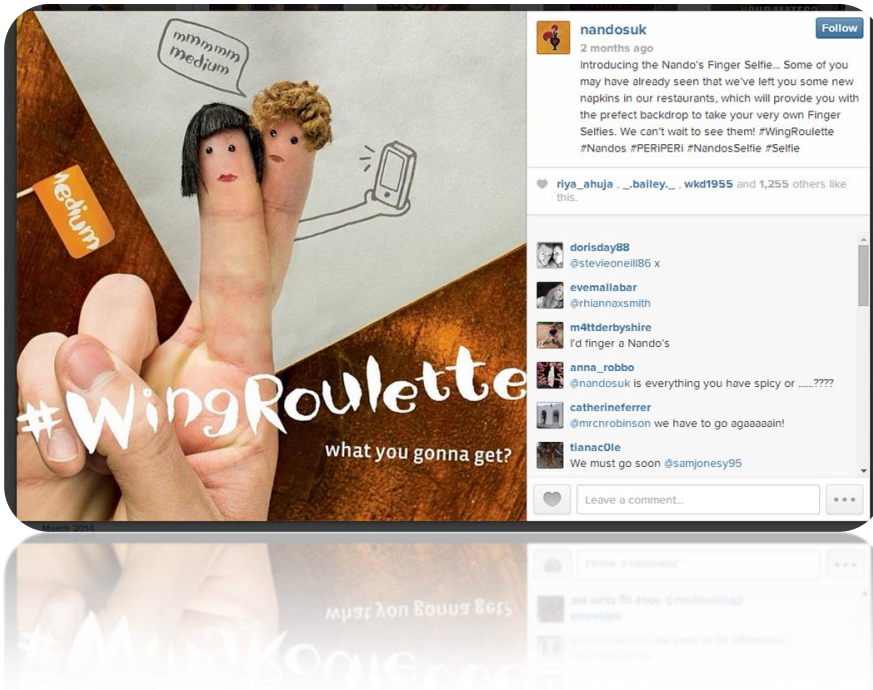 mmmmm
medium
Medium
#WingRoulette
what you gonna get?
nandosuk
Follow
2 months ago
Introducing the Nando's Finger Selfie... Some of you
may have already seen that we've left you some new
napkins in our restaurants, which will provide you with
the prefect backdrop to take your very own Finger
Selfies. We can't wait to see them! #WingRoulette
#Nandos #PERiPERi #NandosSelfie #Selfie
riya_ahuja , _.bailey._ , wkd1955 and 1,255 others like
this.
dorisday88
@stevieoneill86 x
evemallabar
@rhiannaxsmith
m4ttderbyshire
I'd finger a Nando's
anna_robbo
@nandosuk is everything you have spicy or ......????
catherineferrer
@mrcnrobinson we have to go agaaaaain!
tianac0le
We must go soon @samjonesy95
Leave a comment...
March 2014